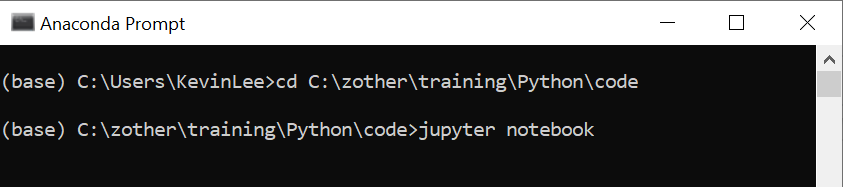 Anaconda Prompt
(base) C:\Users\KevinLee>cd C:\zother\training\Python\code
(base) C:\zother\training\Python\code>jupyter notebook